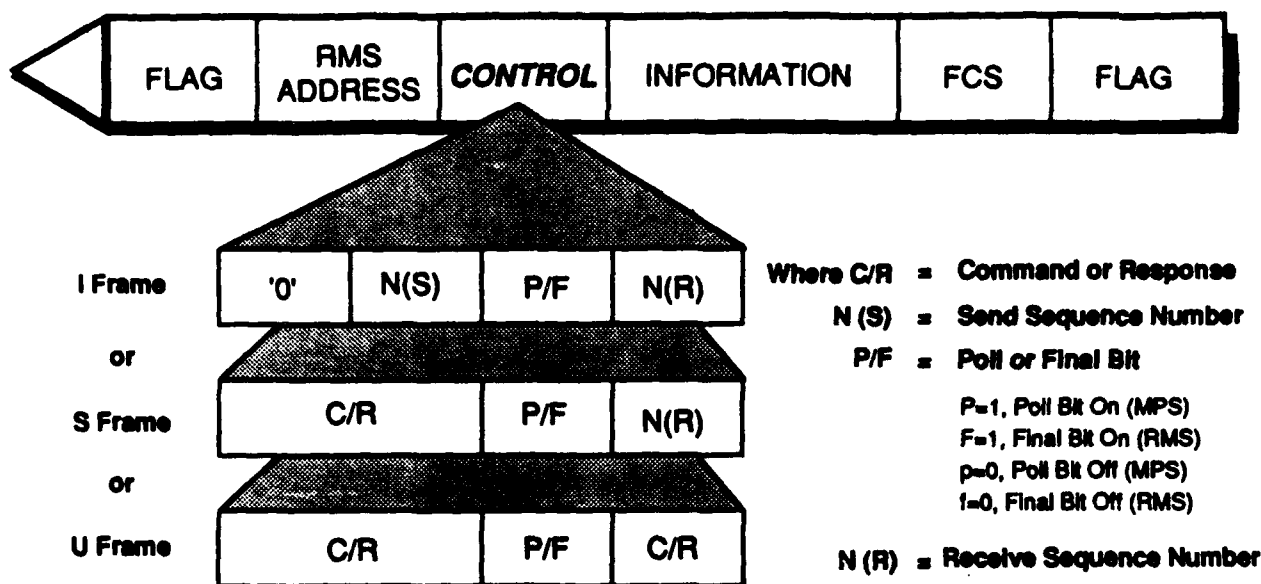 FLAG RMS ADDRESS CONTROL INFORMATION FCS FLAG
I Frame '0' N(S) P/F N(R)
or
S Frame C/R P/F N(R)
or
U Frame C/R P/F C/R
Where C/R = Command or Response
N (S) = Send Sequence Number
P/F = Poll or Final Bit
P=1, Poll Bit On (MPS)
F=1, Final Bit On (RMS)
p=0, Poll Bit Off (MPS)
f=0, Final Bit Off (RMS)
N (R) = Receive Sequence Number